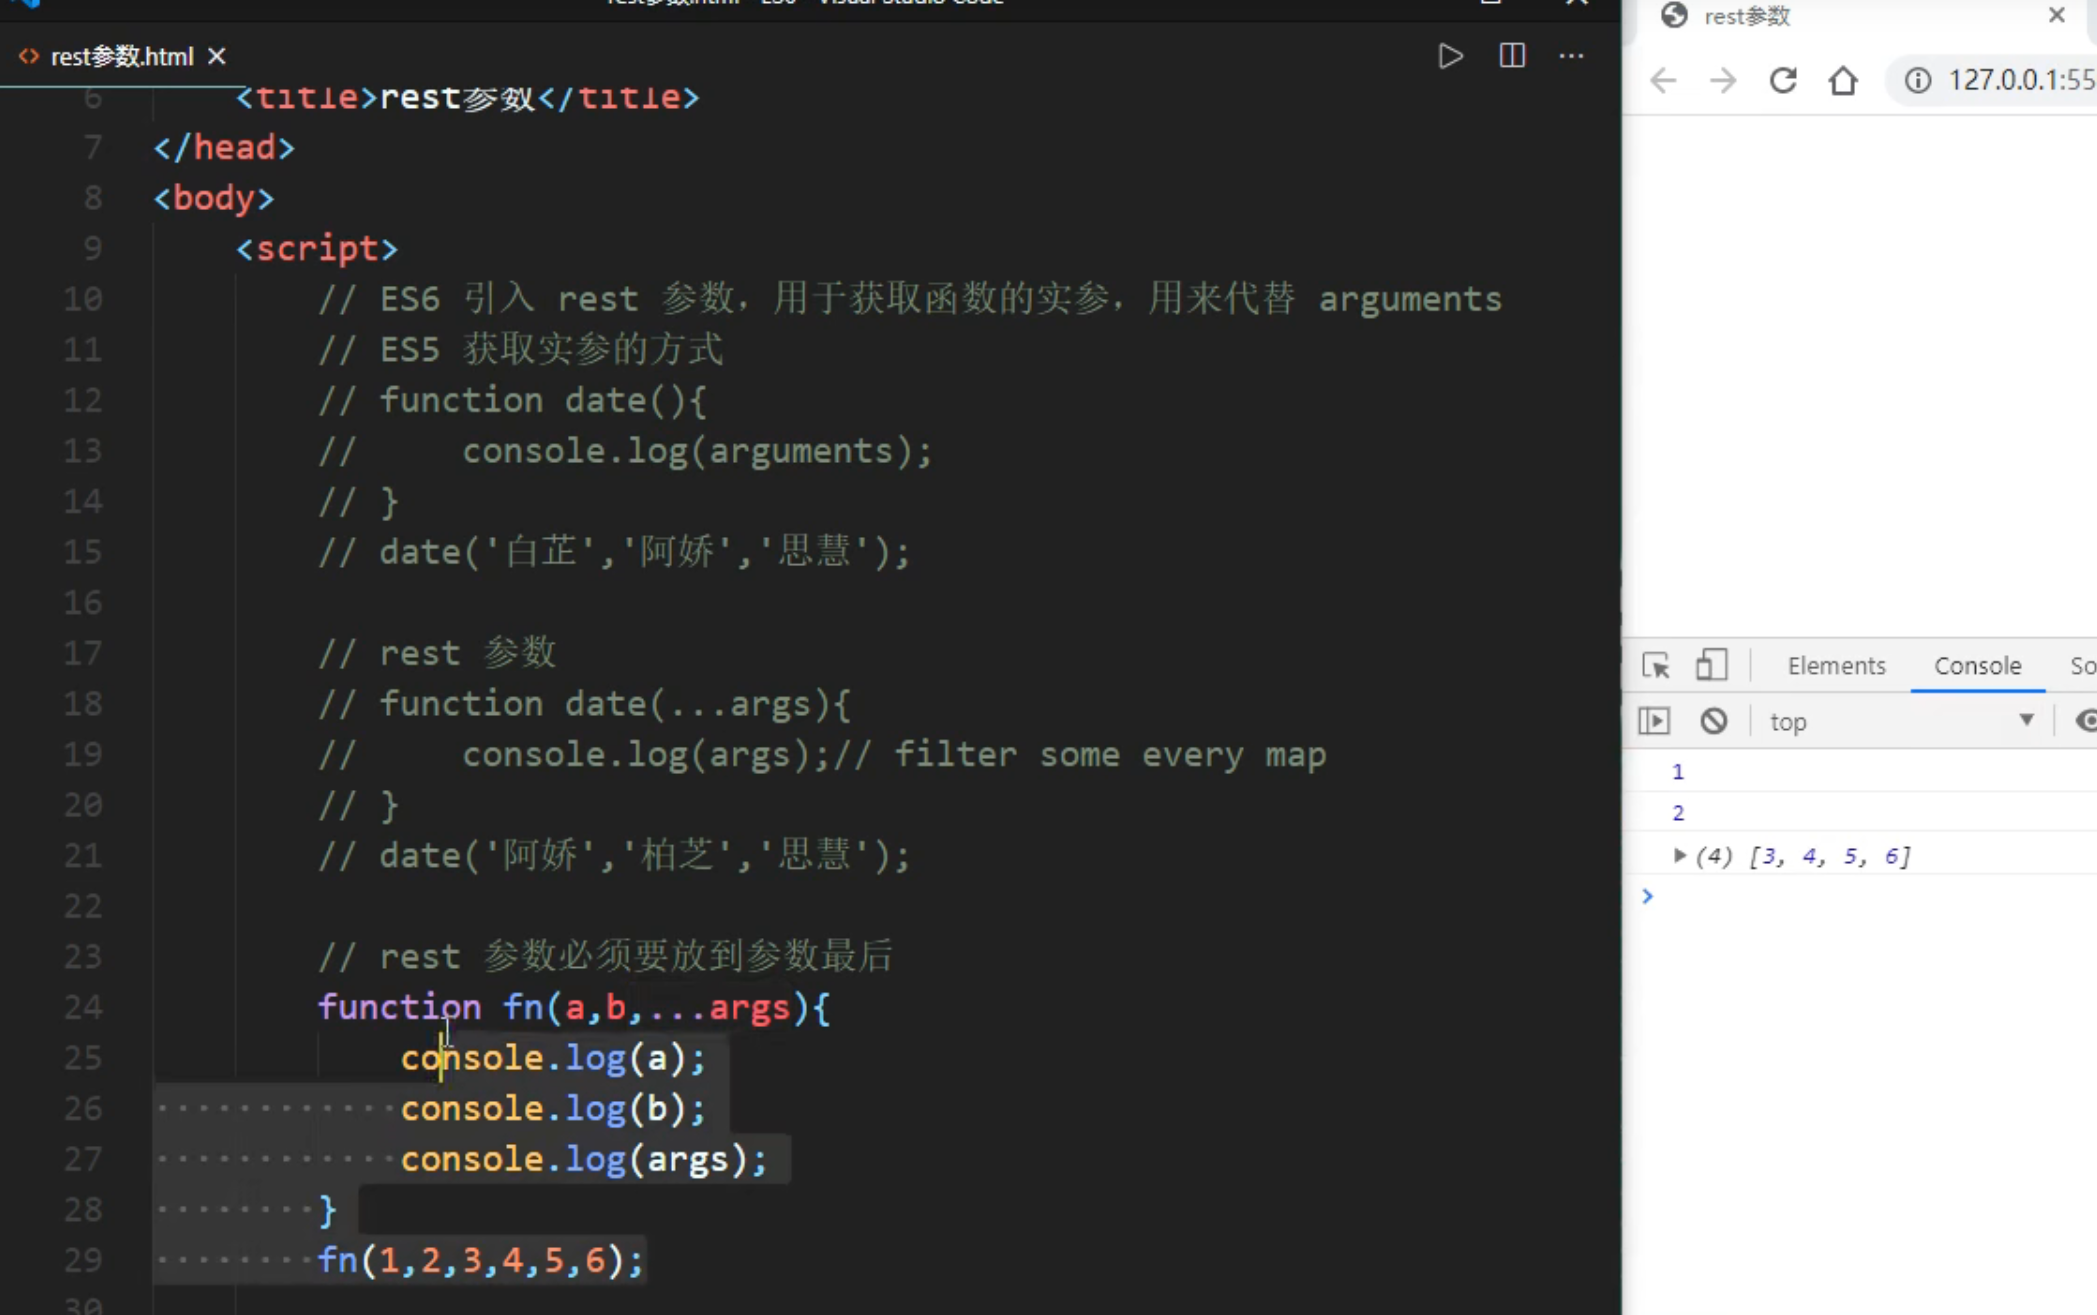 rest参数.html
6 <title>rest参数</title>
7 </head>
8 <body>
9 <script>
10 // ES6 引入 rest 参数，用于获取函数的实参，用来代替 arguments
11 // ES5 获取实参的方式
12 // function date(){
13 //     console.log(arguments);
14 // }
15 // date('白芷','阿娇','思慧');
16
17 // rest 参数
18 // function date(...args){
19 //     console.log(args);// filter some every map
20 // }
21 // date('阿娇','柏芝','思慧');
22
23 // rest 参数必须要放到参数最后
24 function fn(a,b,...args){
25 console.log(a);
26 console.log(b);
27 console.log(args);
28 }
29 fn(1,2,3,4,5,6);
30
rest参数
127.0.0.1:55
Elements Console So
top
1
2
(4) [3, 4, 5, 6]